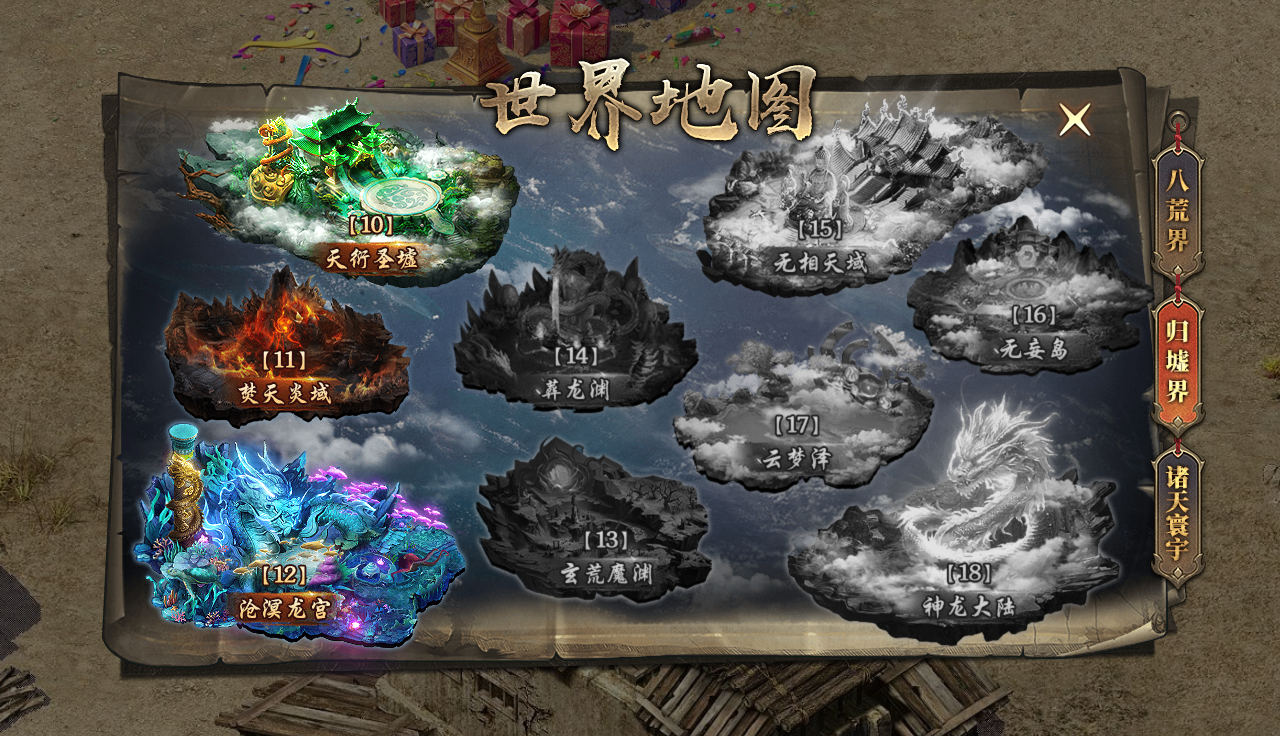 世界地图
【10】
天衍圣墟
【11】
焚天炎域
【12】
沧溟龙宫
【13】
玄荒魔渊
【14】
葬龙渊
【15】
无相天域
【16】
无妄岛
【17】
云梦泽
【18】
神龙大陆
八荒界
归墟界
诸天寰宇